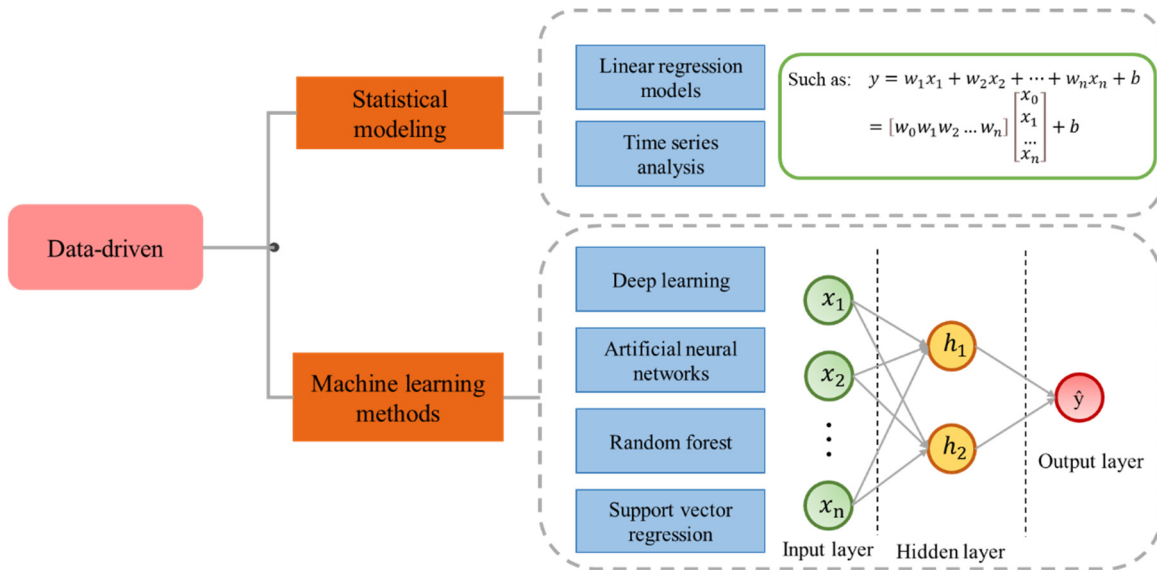 Data-driven
Statistical
modeling
Linear regression
models
Time series
analysis
Such as: y = w₁x₁ + w₂x₂ + ⋯ + wₙxₙ + b
= [w₀w₁w₂ … wₙ] [x₀
x₁
…
xₙ] + b
Machine learning
methods
Deep learning
Artificial neural
networks
Random forest
Support vector
regression
x₁
x₂
⋮
xₙ
Input layer
h₁
h₂
Hidden layer
ŷ
Output layer